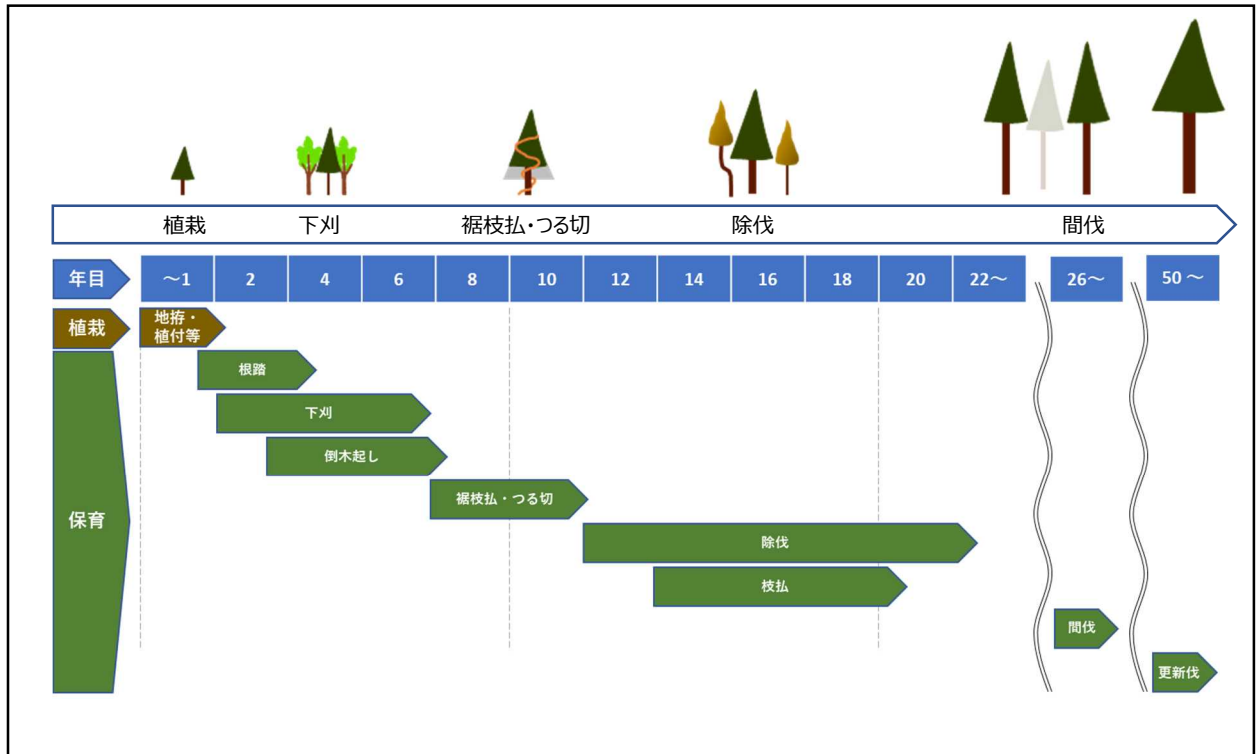 植栽
下刈
裾枝払・つる切
除伐
間伐
年目
～1
2
4
6
8
10
12
14
16
18
20
22～
26～
50～
植栽
地拵・
植付等
保育
根踏
下刈
倒木起し
裾枝払・つる切
除伐
枝払
間伐
更新伐